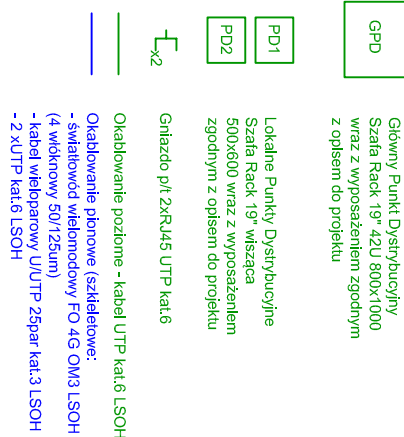 GPD
Główny Punkt Dystrybucyjny
Szafa Rack 19" 42U 800x1000
wraz z wyposażeniem zgodnym
z opisem do projektu
PD1
PD2
Lokalne Punkty Dystrybucyjne
Szafa Rack 19" wisząca
500x600 wraz z wyposażeniem
zgodnym z opisem do projektu
x2
Gniazdo p/t 2xRJ45 UTP kat.6
Okablowanie poziome - kabel UTP kat.6 LSOH
Okablowanie pionowe (szkieletowe:
- światłowód wielomodowy FO 4G OM3 LSOH
(4 włóknowy 50/125um)
- kabel wieloparowy U/UTP 25par kat.3 LSOH
- 2 xUTP kat.6 LSOH